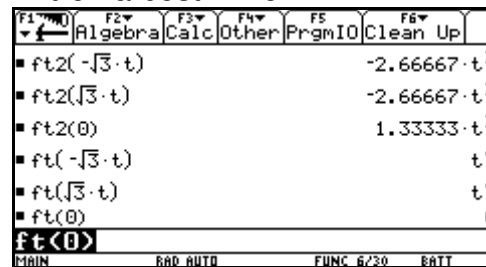 F1 F2 F3 F4 F5 F6
Algebra Calc Other PrgmIO Clean Up
ft2(-√3·t) -2.66667·t
ft2(√3·t) -2.66667·t
ft2(0) 1.33333·t
ft(-√3·t) t
ft(√3·t) t
ft(0)
ft(0)
MAIN RAD AUTO FUNC 6/30 BATT